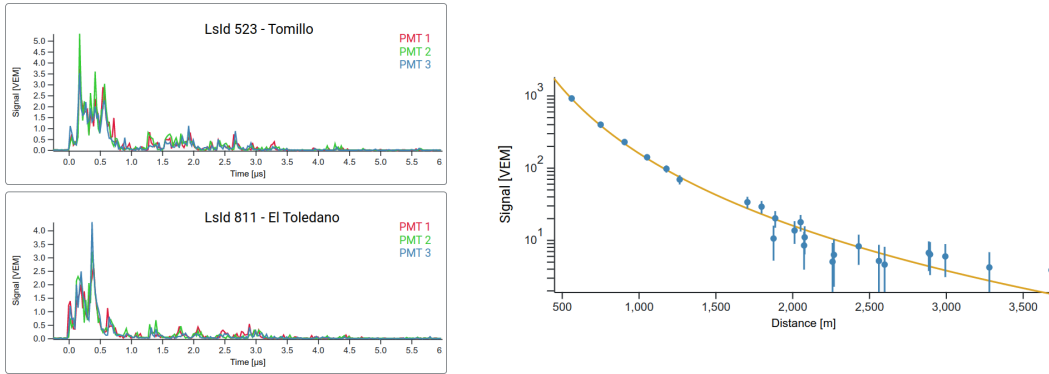 LsId 523 - Tomillo
PMT 1
PMT 2
PMT 3
Signal [VEM]
5.0
4.5
4.0
3.5
3.0
2.5
2.0
1.5
1.0
0.5
0.0
0.0 0.5 1.0 1.5 2.0 2.5 3.0 3.5 4.0 4.5 5.0 5.5 6
Time [µs]
LsId 811 - El Toledano
PMT 1
PMT 2
PMT 3
Signal [VEM]
4.0
3.5
3.0
2.5
2.0
1.5
1.0
0.5
0.0
0.0 0.5 1.0 1.5 2.0 2.5 3.0 3.5 4.0 4.5 5.0 5.5 6
Time [µs]
Signal [VEM]
10³
10²
10¹
500 1,000 1,500 2,000 2,500 3,000 3,500
Distance [m]